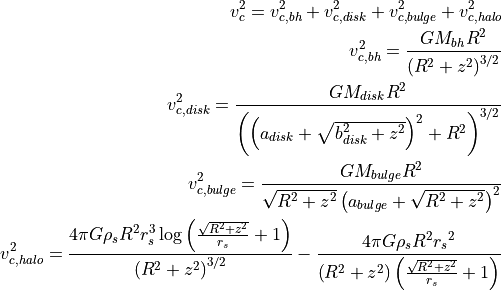 v_c^2 = v_{c,bh}^2 + v_{c,disk}^2 + v_{c,bulge}^2 + v_{c,halo}^2
v_{c,bh}^2 = \frac{GM_{bh}R^2}{(R^2 + z^2)^{3/2}}
v_{c,disk}^2 = \frac{GM_{disk}R^2}{\left(\left(a_{disk} + \sqrt{b_{disk}^2 + z^2}\right)^2 + R^2\right)^{3/2}}
v_{c,bulge}^2 = \frac{GM_{bulge}R^2}{\sqrt{R^2 + z^2}\left(a_{bulge} + \sqrt{R^2 + z^2}\right)^2}
v_{c,halo}^2 = \frac{4\pi G\rho_s R^2 r_s^3 \log\left(\frac{\sqrt{R^2+z^2}}{r_s} + 1\right)}{(R^2 + z^2)^{3/2}} - \frac{4\pi G\rho_s R^2 {r_s}^2}{(R^2 + z^2)\left(\frac{\sqrt{R^2+z^2}}{r_s} + 1\right)}